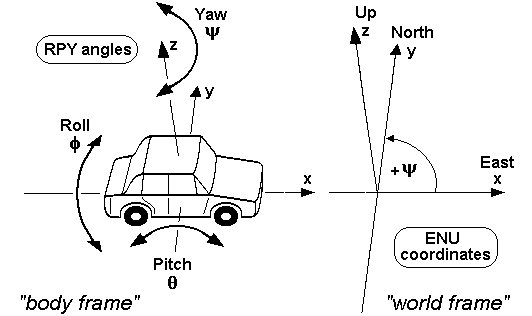 Yaw
Ψ
RPY angles
z
y
Roll
ϕ
x
Pitch
θ
"body frame"
Up
z
North
y
+Ψ
East
x
ENU
coordinates
"world frame"